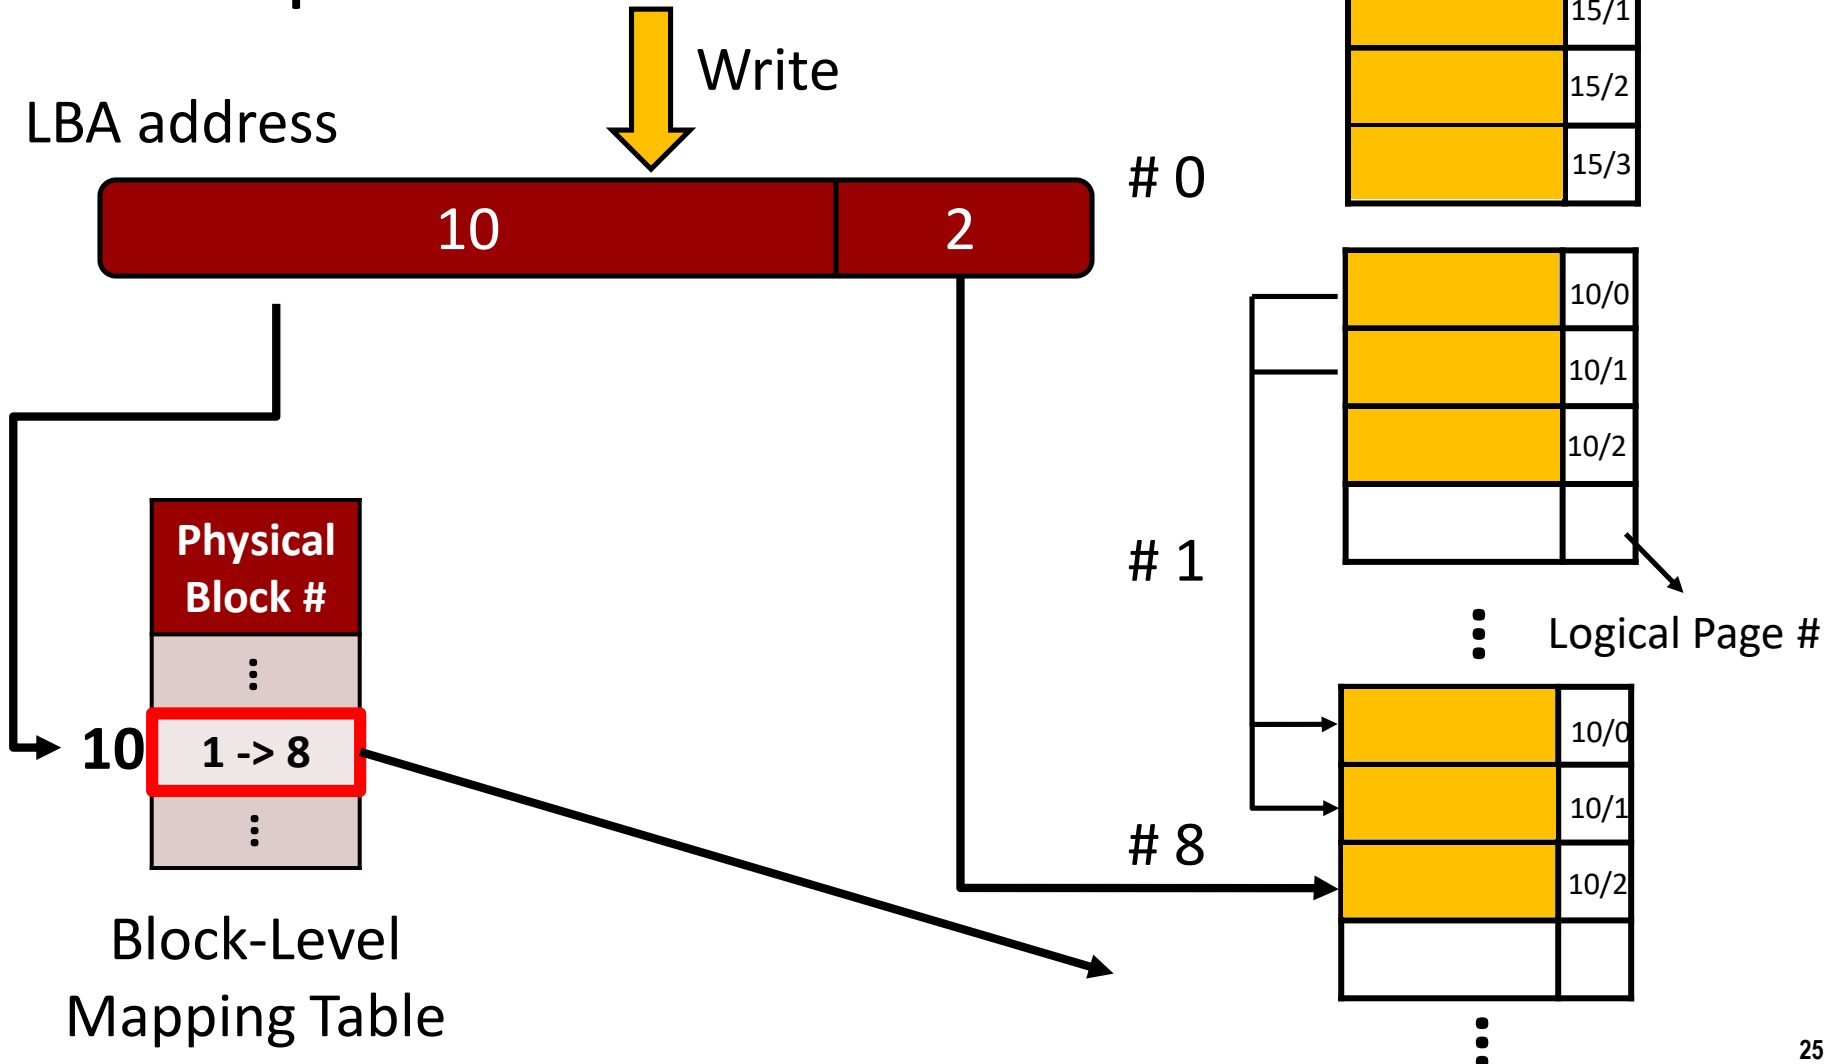 Write
LBA address
10
2
# 0
15/1
15/2
15/3
10/0
10/1
10/2
# 1
Logical Page #
Physical
Block #
10
1 -> 8
# 8
10/0
10/1
10/2
Block-Level
Mapping Table
25